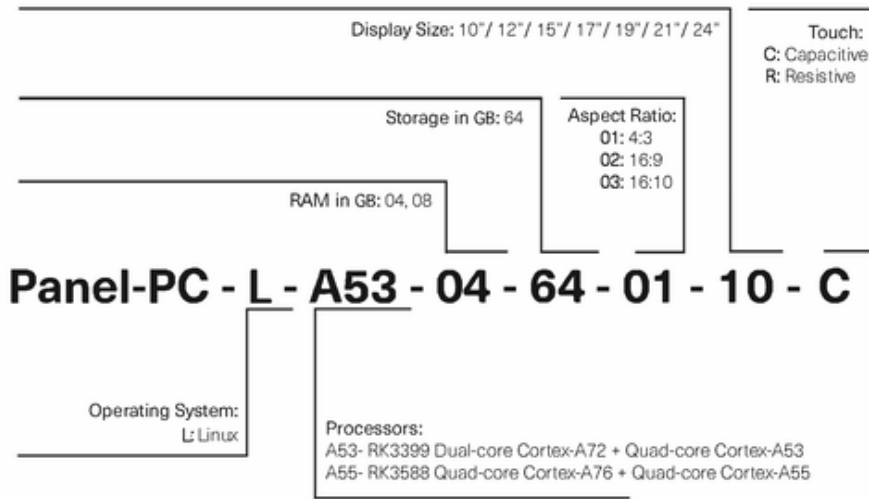 Display Size: 10"/ 12"/ 15"/ 17"/ 19"/ 21"/ 24"
Touch:
C: Capacitive
R: Resistive
Storage in GB: 64
Aspect Ratio:
01: 4:3
02: 16:9
03: 16:10
RAM in GB: 04, 08
Panel-PC - L - A53 - 04 - 64 - 01 - 10 - C
Operating System:
L: Linux
Processors:
A53- RK3399 Dual-core Cortex-A72 + Quad-core Cortex-A53
A55- RK3588 Quad-core Cortex-A76 + Quad-core Cortex-A55